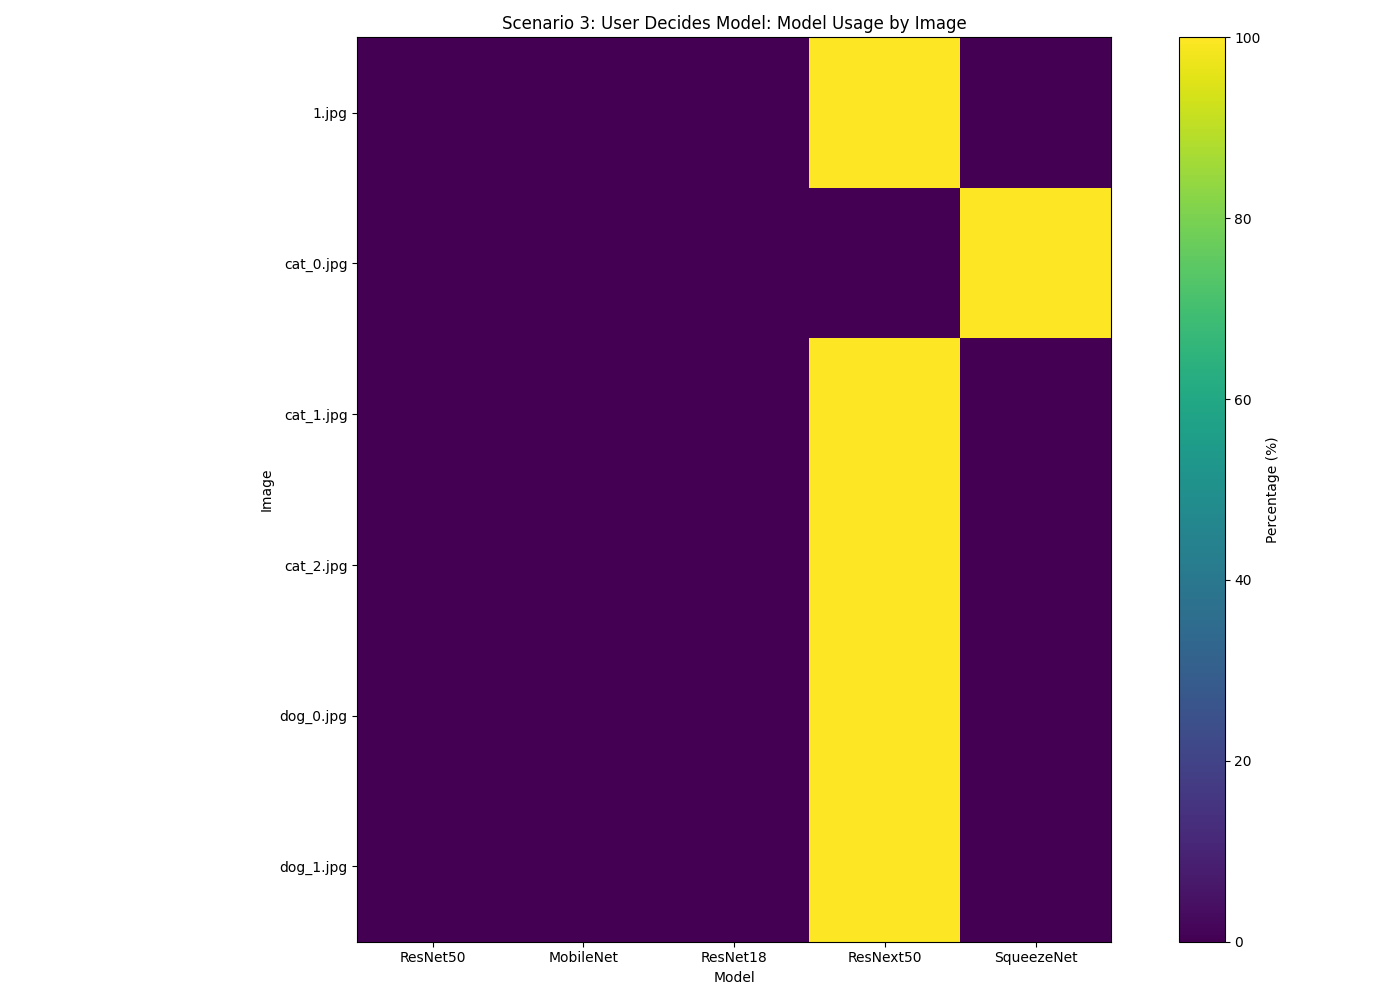 Scenario 3: User Decides Model: Model Usage by Image
Image
1.jpg
cat_0.jpg
cat_1.jpg
cat_2.jpg
dog_0.jpg
dog_1.jpg
ResNet50 MobileNet ResNet18 ResNext50 SqueezeNet
Model
100
80
60
40
20
0
Percentage (%)